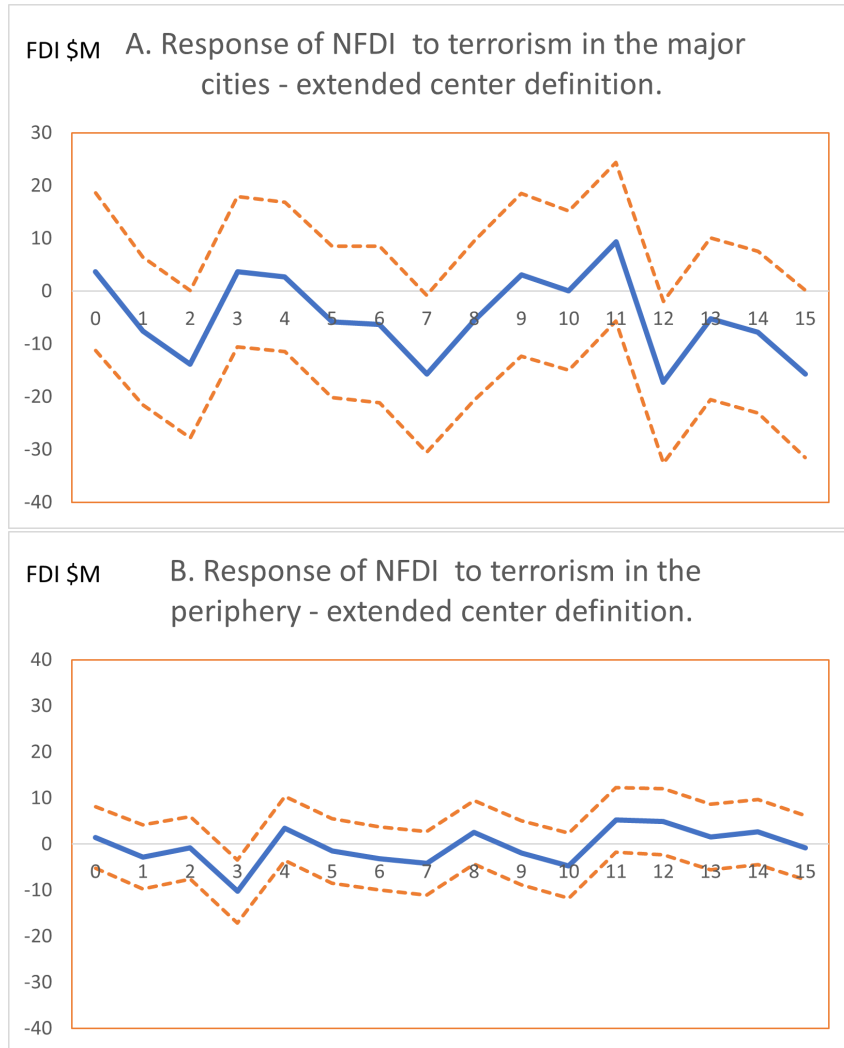 FDI $M
A. Response of NFDI to terrorism in the major
cities - extended center definition.
30
20
10
0
-10
-20
-30
-40
0 1 2 3 4 5 6 7 8 9 10 11 12 13 14 15
FDI $M
B. Response of NFDI to terrorism in the
periphery - extended center definition.
40
30
20
10
0
-10
-20
-30
-40
0 1 2 3 4 5 6 7 8 9 10 11 12 13 14 15